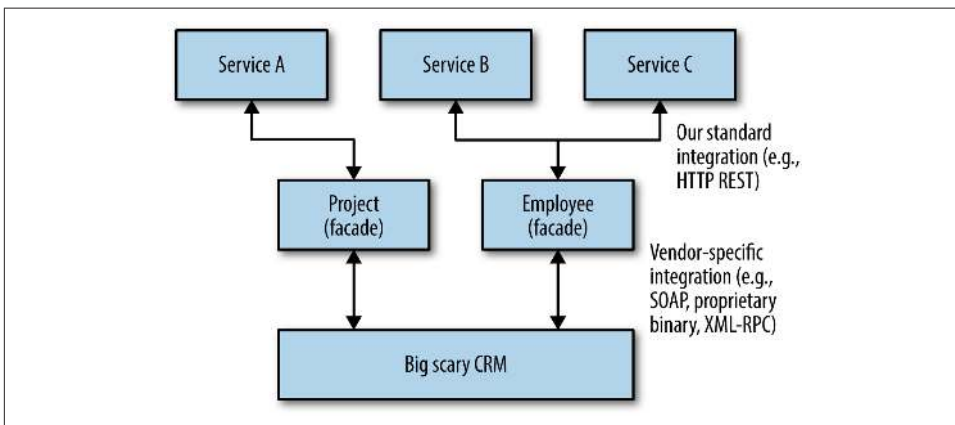 Service A
Service B
Service C
Our standard
integration (e.g.,
HTTP REST)
Project
(facade)
Employee
(facade)
Vendor-specific
integration (e.g.,
SOAP, proprietary
binary, XML-RPC)
Big scary CRM